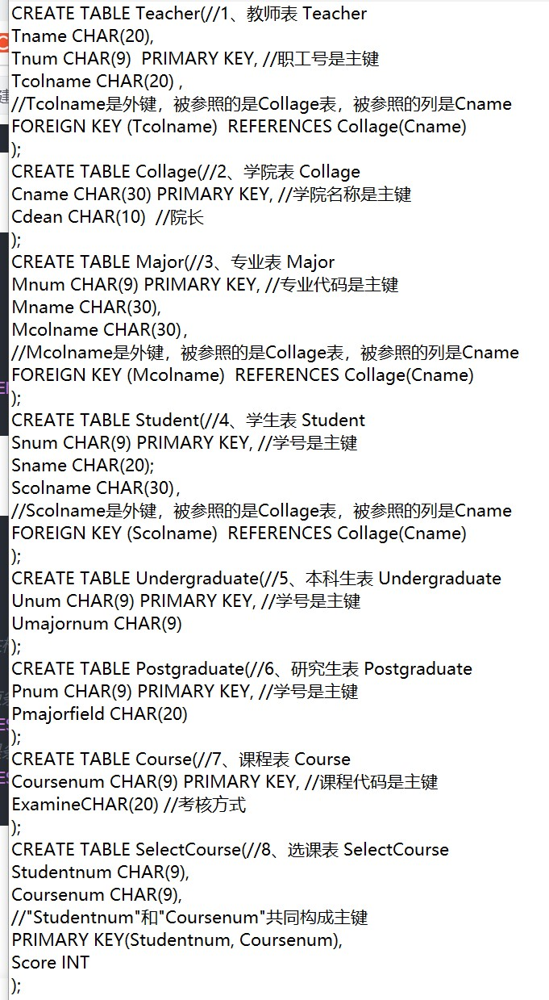 CREATE TABLE Teacher(//1、教师表 Teacher
Tname CHAR(20),
Tnum CHAR(9)  PRIMARY KEY, //职工号是主键
Tcolname CHAR(20) ,
//Tcolname是外键，被参照的是Collage表，被参照的列是Cname
FOREIGN KEY (Tcolname)  REFERENCES Collage(Cname)
);
CREATE TABLE Collage(//2、学院表 Collage
Cname CHAR(30) PRIMARY KEY, //学院名称是主键
Cdean CHAR(10)  //院长
);
CREATE TABLE Major(//3、专业表 Major
Mnum CHAR(9) PRIMARY KEY, //专业代码是主键
Mname CHAR(30),
Mcolname CHAR(30),
//Mcolname是外键，被参照的是Collage表，被参照的列是Cname
FOREIGN KEY (Mcolname)  REFERENCES Collage(Cname)
);
CREATE TABLE Student(//4、学生表 Student
Snum CHAR(9) PRIMARY KEY, //学号是主键
Sname CHAR(20);
Scolname CHAR(30),
//Scolname是外键，被参照的是Collage表，被参照的列是Cname
FOREIGN KEY (Scolname)  REFERENCES Collage(Cname)
);
CREATE TABLE Undergraduate(//5、本科生表 Undergraduate
Unum CHAR(9) PRIMARY KEY, //学号是主键
Umajornum CHAR(9)
);
CREATE TABLE Postgraduate(//6、研究生表 Postgraduate
Pnum CHAR(9) PRIMARY KEY, //学号是主键
Pmajorfield CHAR(20)
);
CREATE TABLE Course(//7、课程表 Course
Coursenum CHAR(9) PRIMARY KEY, //课程代码是主键
ExamineCHAR(20) //考核方式
);
CREATE TABLE SelectCourse(//8、选课表 SelectCourse
Studentnum CHAR(9),
Coursenum CHAR(9),
//"Studentnum"和"Coursenum"共同构成主键
PRIMARY KEY(Studentnum, Coursenum),
Score INT
);